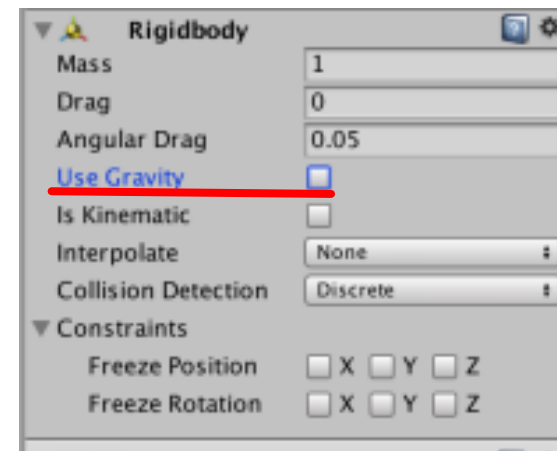 Rigidbody
Mass 1
Drag 0
Angular Drag 0.05
Use Gravity
Is Kinematic
Interpolate None
Collision Detection Discrete
Constraints
Freeze Position X Y Z
Freeze Rotation X Y Z